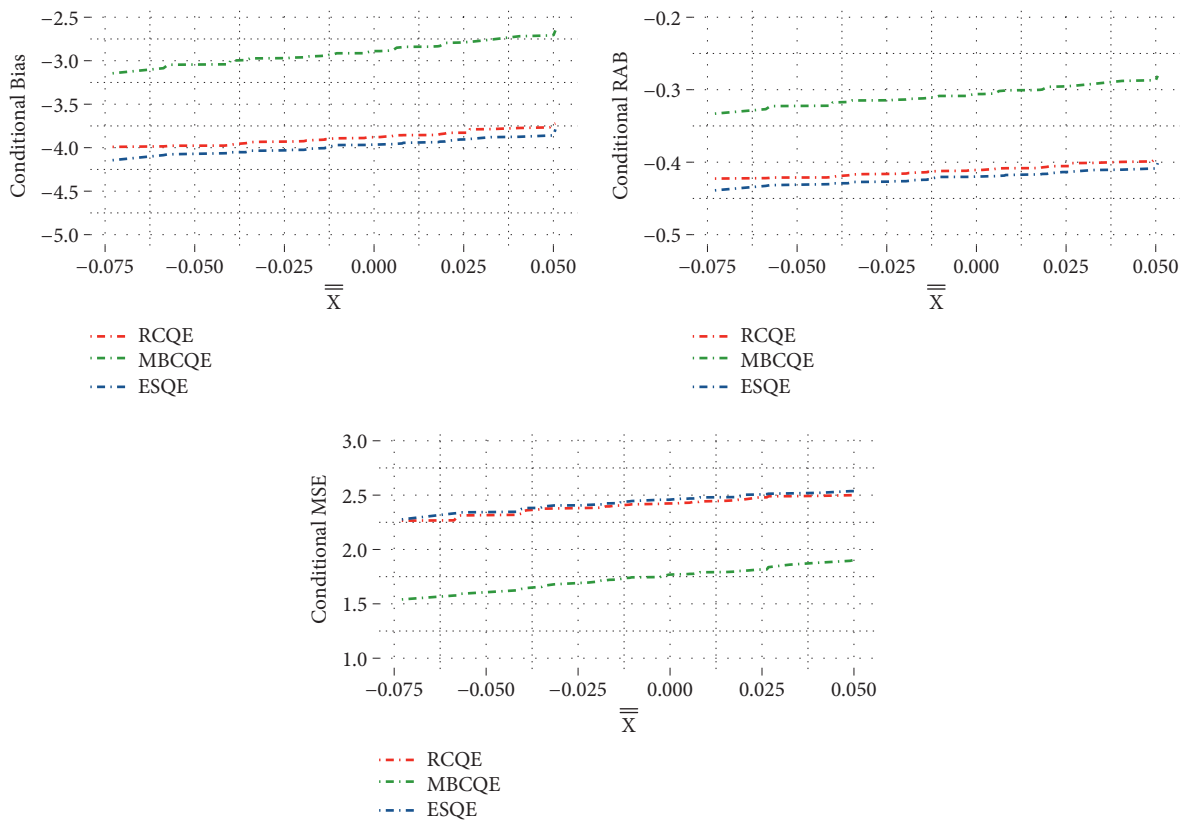 Conditional Bias
−2.5
−3.0
−3.5
−4.0
−4.5
−5.0
−0.075 −0.050 −0.025 0.000 0.025 0.050
X̿
RCQE
MBCQE
ESQE
Conditional RAB
−0.2
−0.3
−0.4
−0.5
−0.075 −0.050 −0.025 0.000 0.025 0.050
X̿
RCQE
MBCQE
ESQE
Conditional MSE
3.0
2.5
2.0
1.5
1.0
−0.075 −0.050 −0.025 0.000 0.025 0.050
X̿
RCQE
MBCQE
ESQE